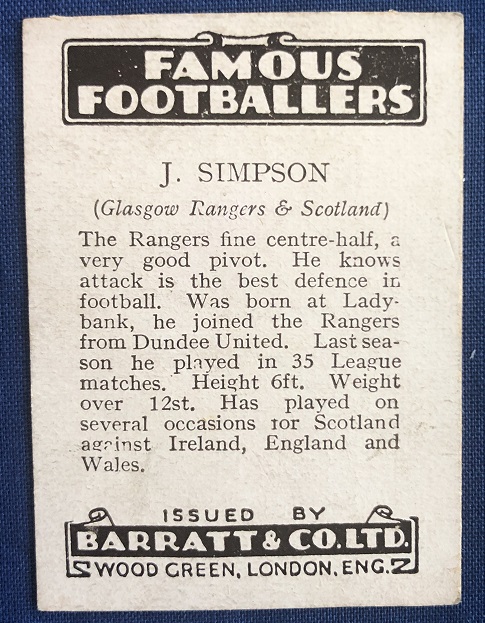 FAMOUS
FOOTBALLERS
J. SIMPSON
(Glasgow Rangers & Scotland)
The Rangers fine centre-half, a
very good pivot. He knows
attack is the best defence in
football. Was born at Lady-
bank, he joined the Rangers
from Dundee United. Last sea-
son he played in 35 League
matches. Height 6ft. Weight
over 12st. Has played on
several occasions for Scotland
against Ireland, England and
Wales.
ISSUED BY
BARRATT & CO. LTD.
WOOD GREEN, LONDON, ENG.